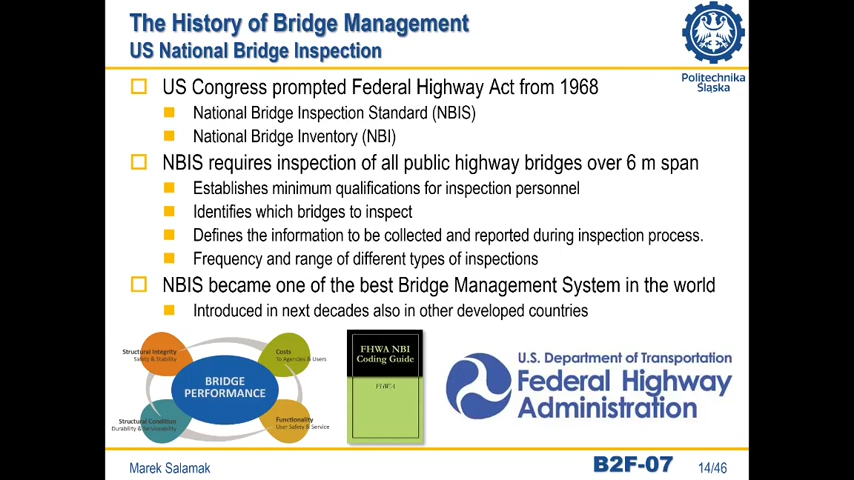 The History of Bridge Management
US National Bridge Inspection
Politechnika
Śląska
US Congress prompted Federal Highway Act from 1968
National Bridge Inspection Standard (NBIS)
National Bridge Inventory (NBI)
NBIS requires inspection of all public highway bridges over 6 m span
Establishes minimum qualifications for inspection personnel
Identifies which bridges to inspect
Defines the information to be collected and reported during inspection process.
Frequency and range of different types of inspections
NBIS became one of the best Bridge Management System in the world
Introduced in next decades also in other developed countries
Structural Integrity
Safety & Stability
Costs
To Agencies & Users
BRIDGE
PERFORMANCE
Structural Condition
Durability & Serviceability
Functionality
User Safety & Service
FHWA NBI
Coding Guide
FHWA
U.S. Department of Transportation
Federal Highway
Administration
Marek Salamak
B2F-07
14/46